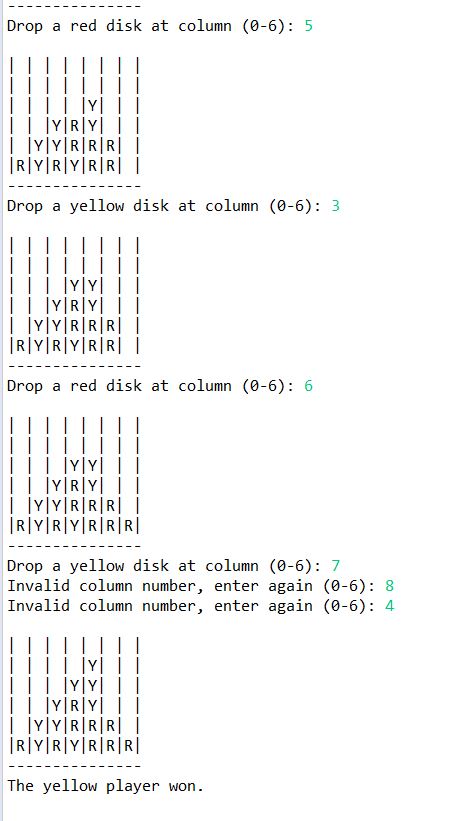 ---------------
Drop a red disk at column (0-6): 5
| | | | | | | |
| | | | | | | |
| | | | |Y| | |
| | |Y|R|Y| | |
| |Y|Y|R|R|R| |
|R|Y|R|Y|R|R| |
---------------
Drop a yellow disk at column (0-6): 3
| | | | | | | |
| | | | | | | |
| | | |Y|Y| | |
| | |Y|R|Y| | |
| |Y|Y|R|R|R| |
|R|Y|R|Y|R|R| |
---------------
Drop a red disk at column (0-6): 6
| | | | | | | |
| | | | | | | |
| | | |Y|Y| | |
| | |Y|R|Y| | |
| |Y|Y|R|R|R| |
|R|Y|R|Y|R|R|R|
---------------
Drop a yellow disk at column (0-6): 7
Invalid column number, enter again (0-6): 8
Invalid column number, enter again (0-6): 4
| | | | | | | |
| | | | |Y| | |
| | | |Y|Y| | |
| | |Y|R|Y| | |
| |Y|Y|R|R|R| |
|R|Y|R|Y|R|R|R|
---------------
The yellow player won.